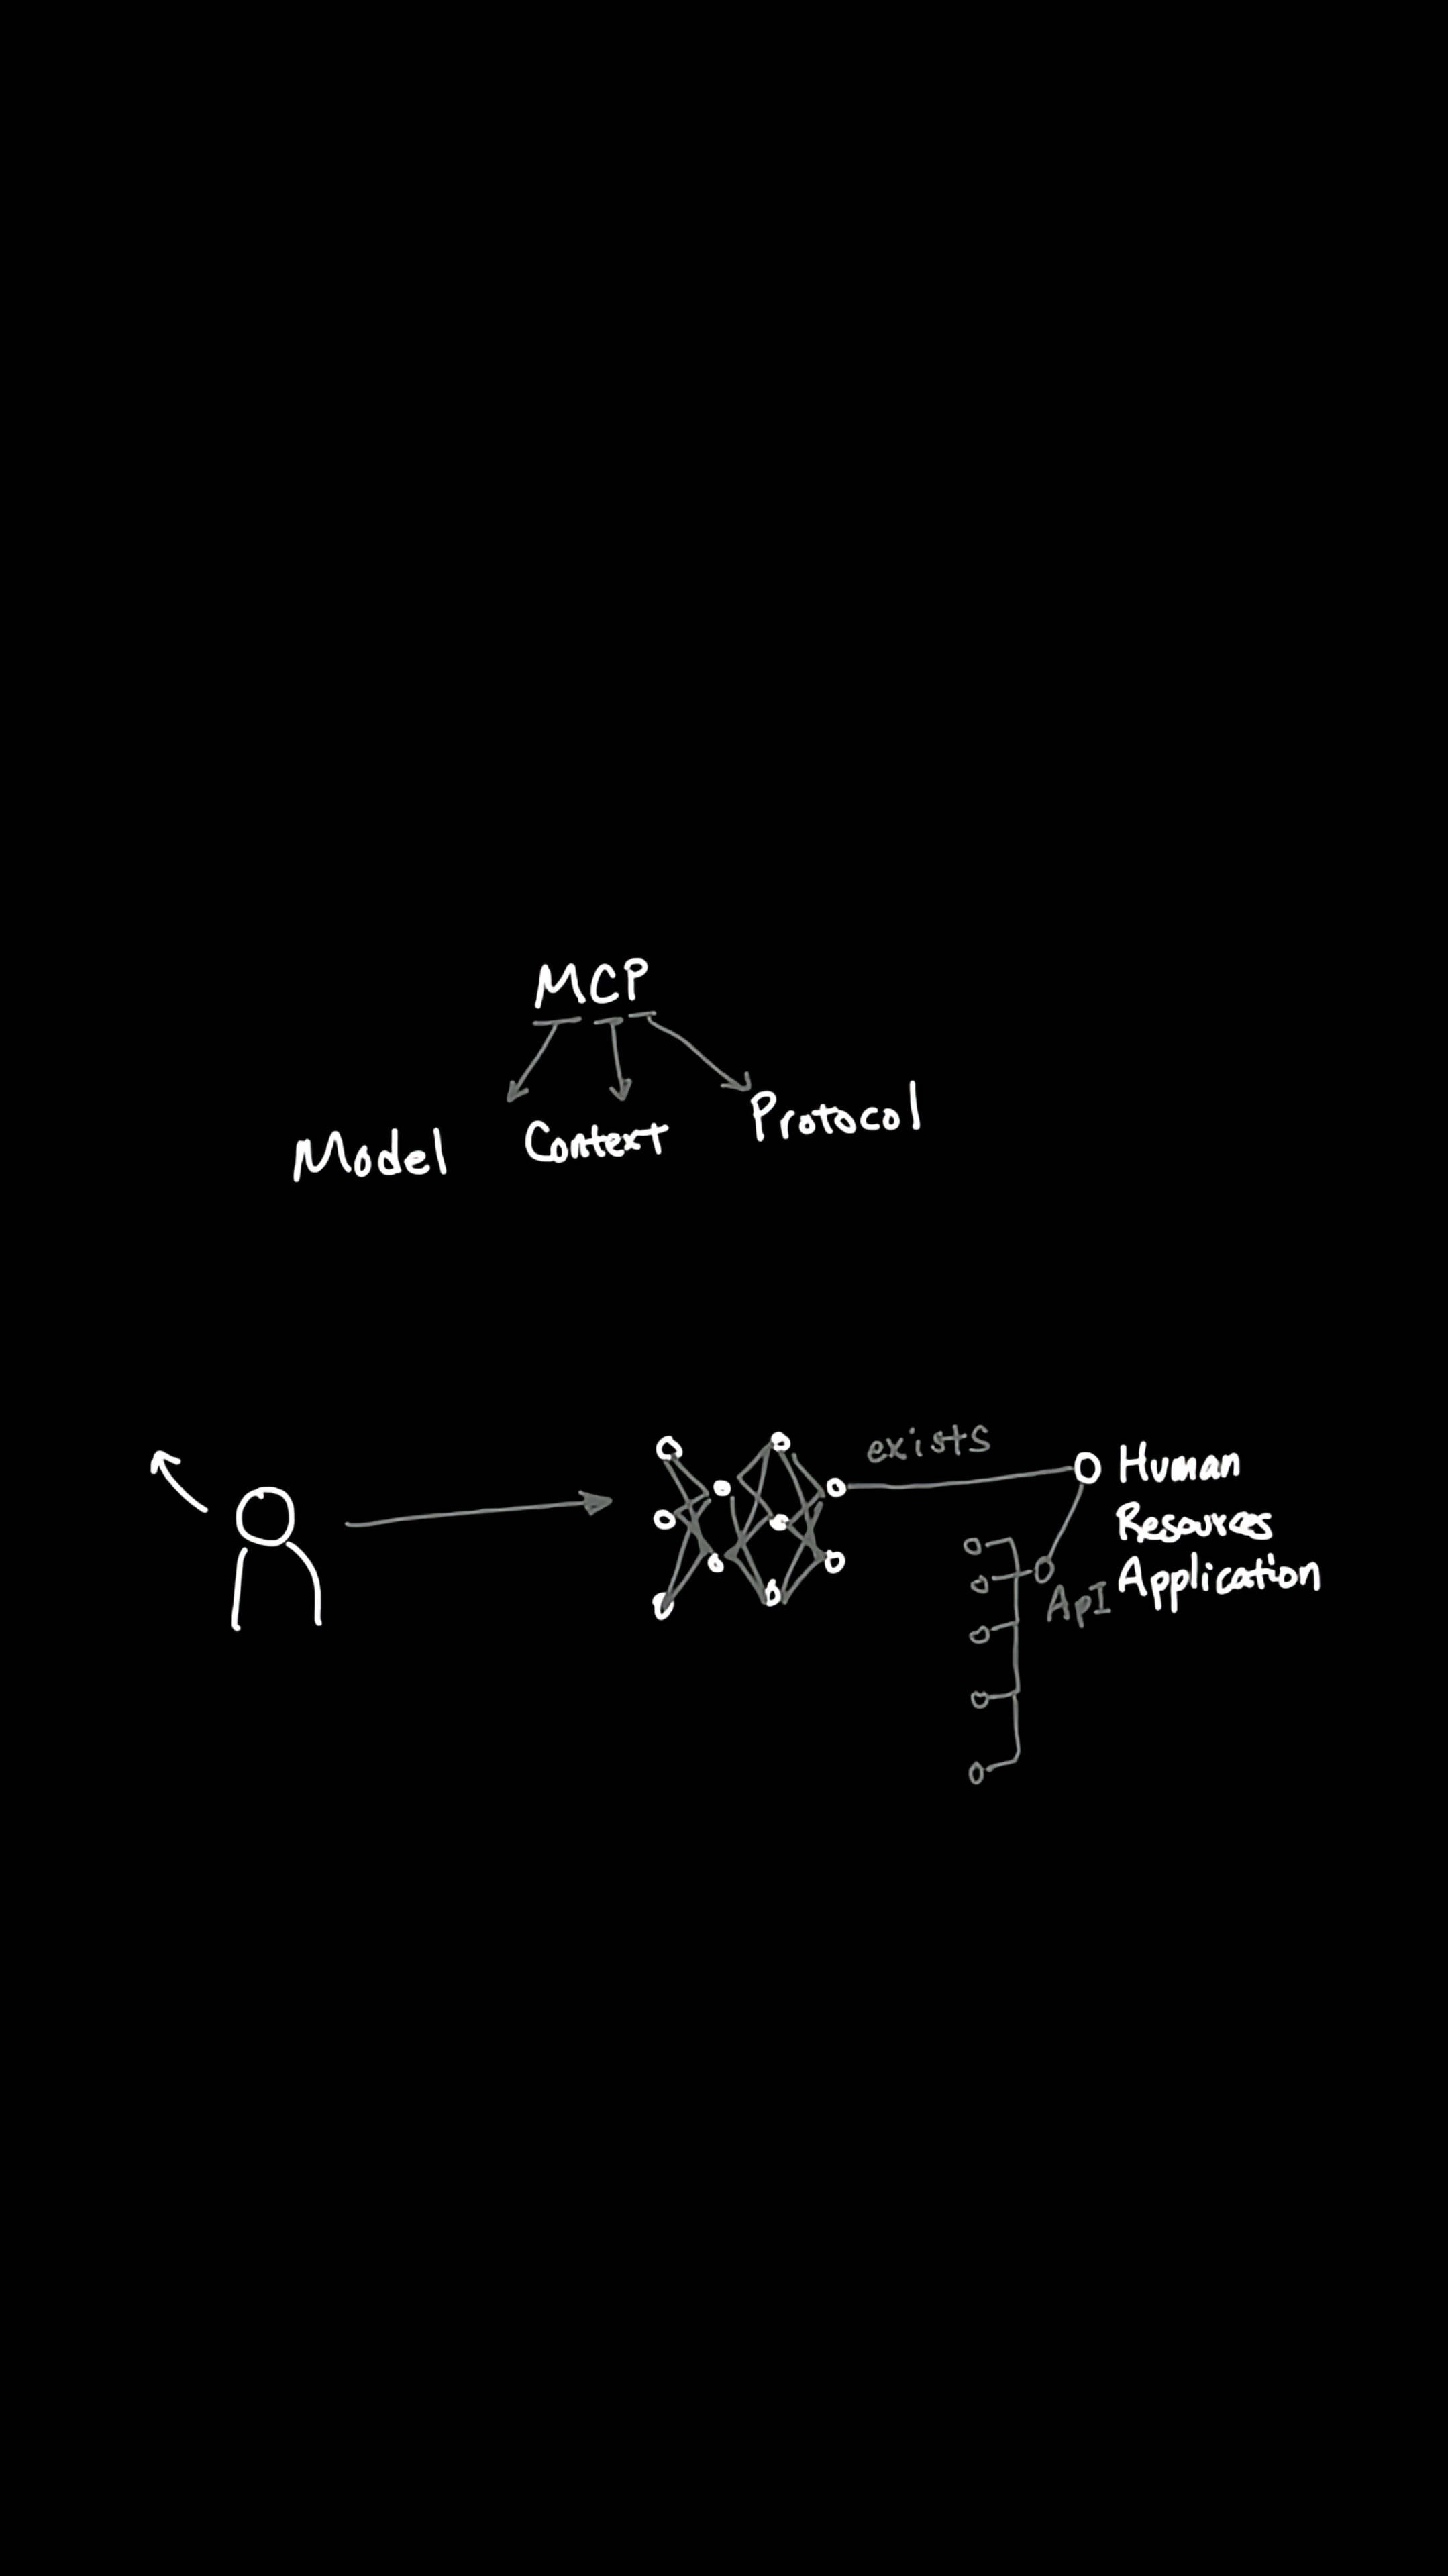 MCP
Model Context Protocol
exists
Human
Resources
Application
ApI